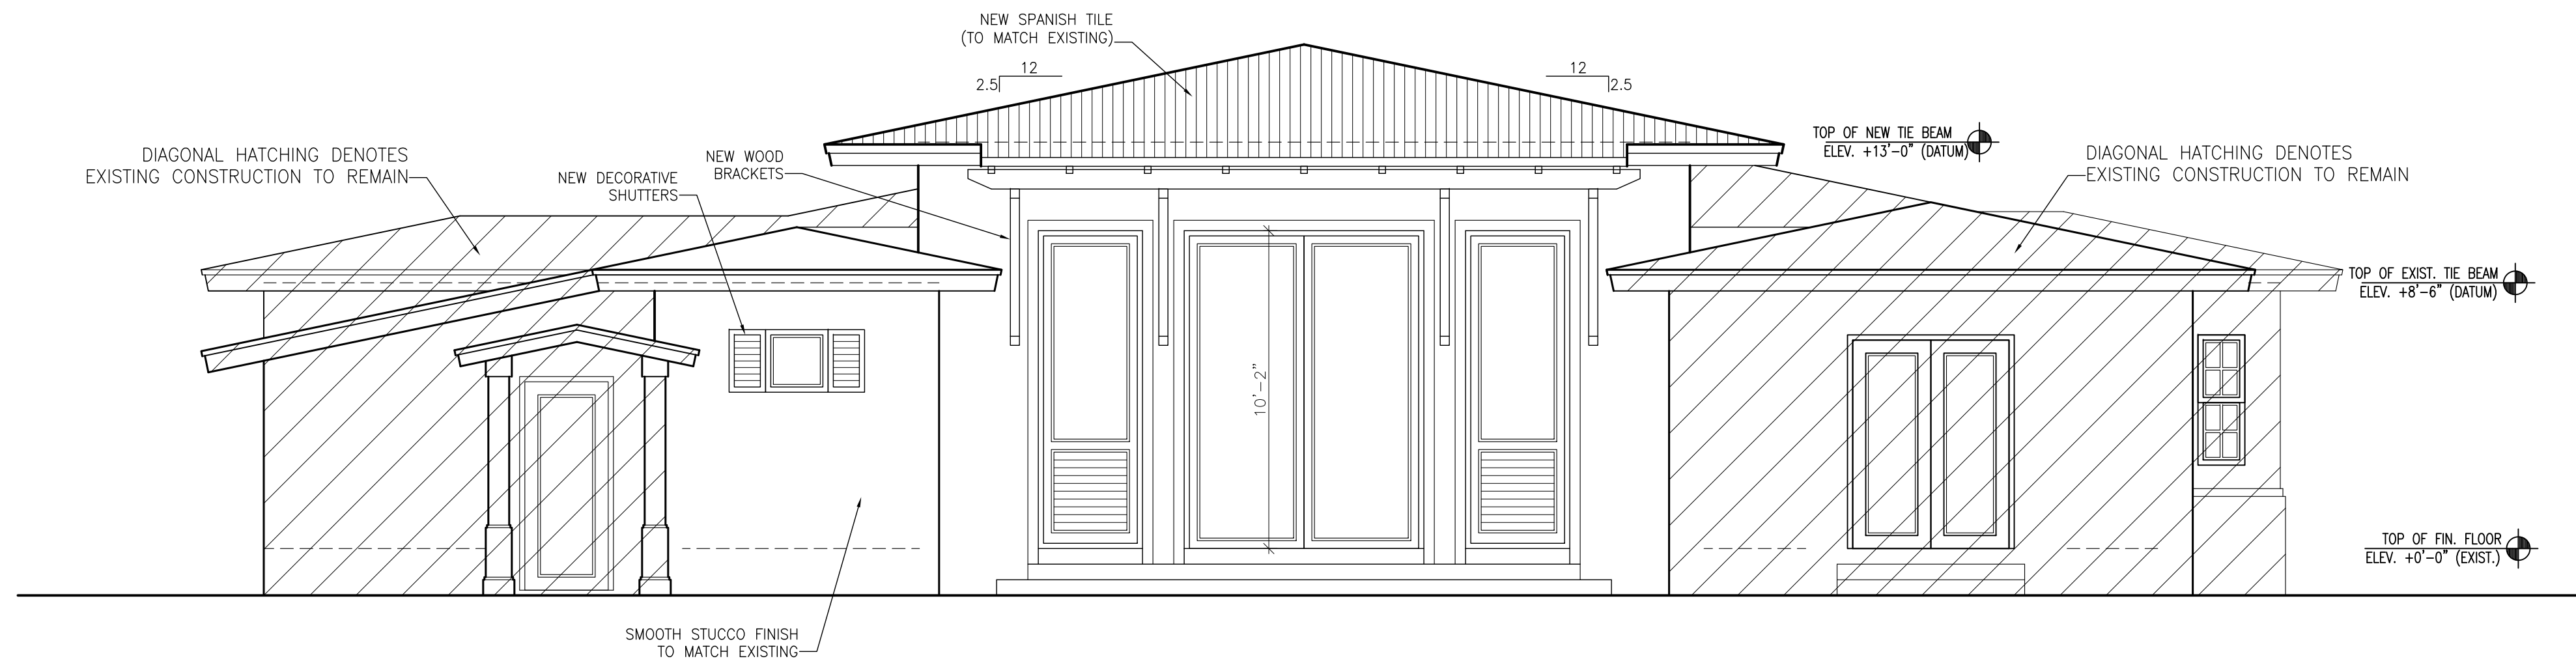 NEW SPANISH TILE
(TO MATCH EXISTING)
12
2.5
12
2.5
TOP OF NEW TIE BEAM
ELEV. +13'-0" (DATUM)
DIAGONAL HATCHING DENOTES
EXISTING CONSTRUCTION TO REMAIN
NEW WOOD
BRACKETS
NEW DECORATIVE
SHUTTERS
DIAGONAL HATCHING DENOTES
EXISTING CONSTRUCTION TO REMAIN
TOP OF EXIST. TIE BEAM
ELEV. +8'-6" (DATUM)
10'-2"
TOP OF FIN. FLOOR
ELEV. +0'-0" (EXIST.)
SMOOTH STUCCO FINISH
TO MATCH EXISTING